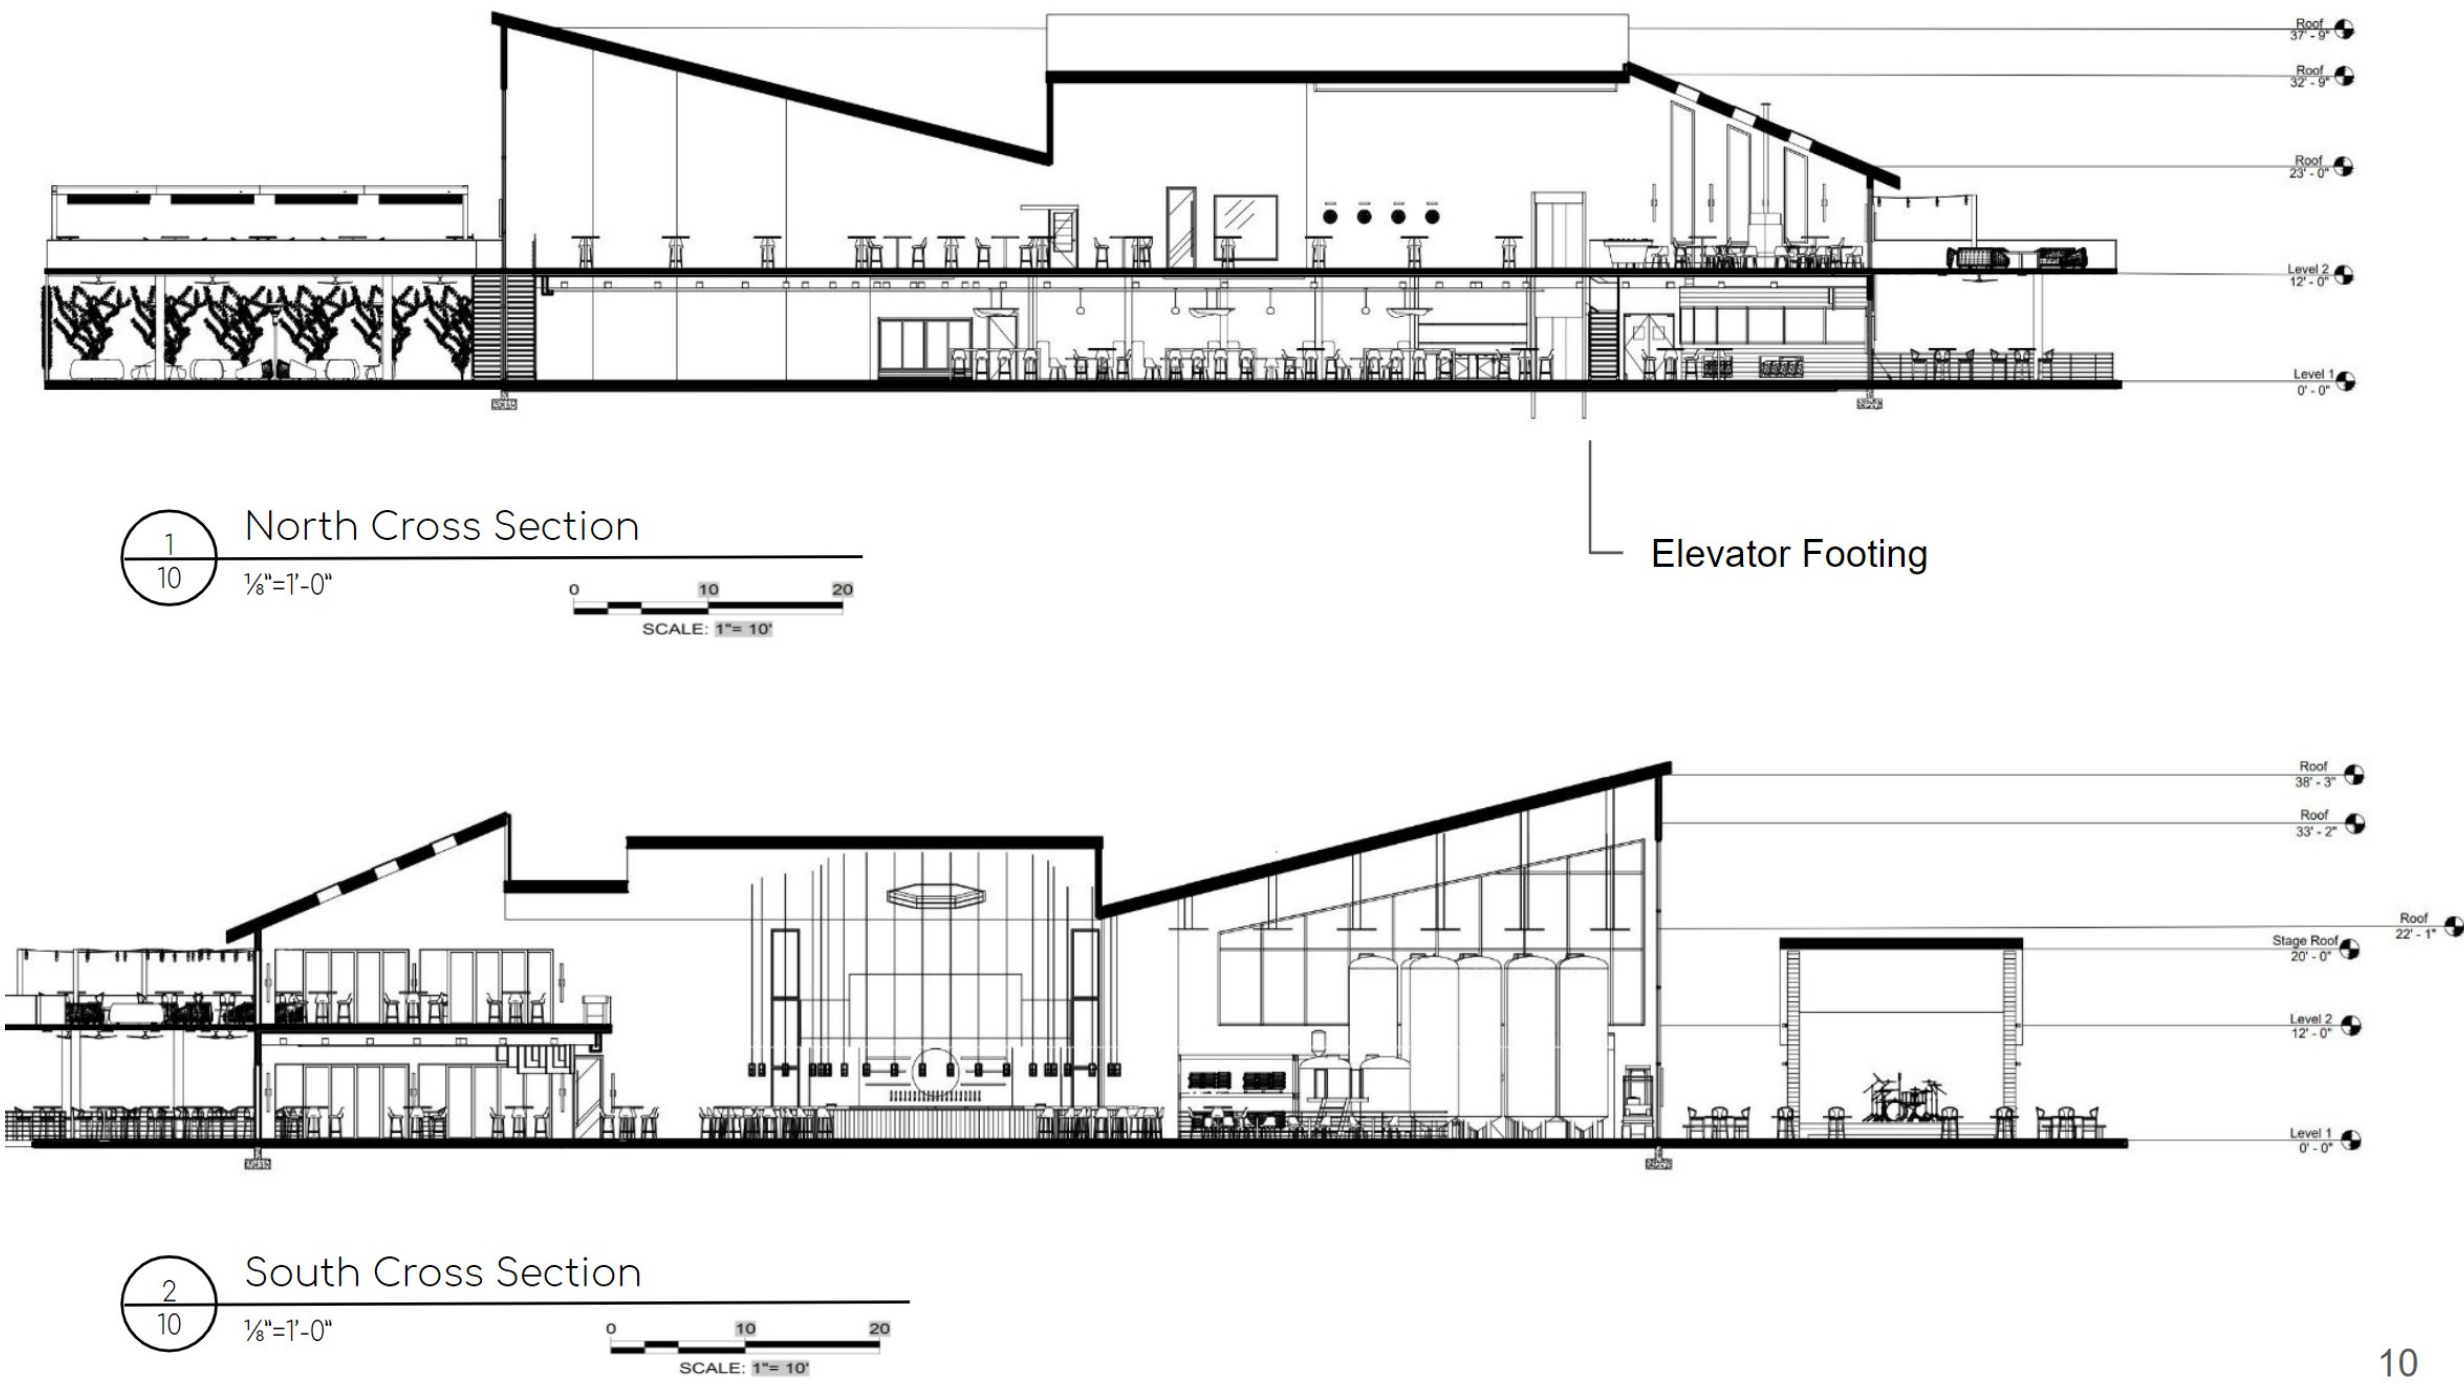 Roof
37' - 9"
Roof
32' - 9"
Roof
23' - 0"
Level 2
12' - 0"
Level 1
0' - 0"
1
10
North Cross Section
⅛"=1'-0"
0 10 20
SCALE: 1"= 10'
Elevator Footing
Roof
38' - 3"
Roof
33' - 2"
Roof
22' - 1"
Stage Roof
20' - 0"
Level 2
12' - 0"
Level 1
0' - 0"
2
10
South Cross Section
⅛"=1'-0"
0 10 20
SCALE: 1"= 10'
10